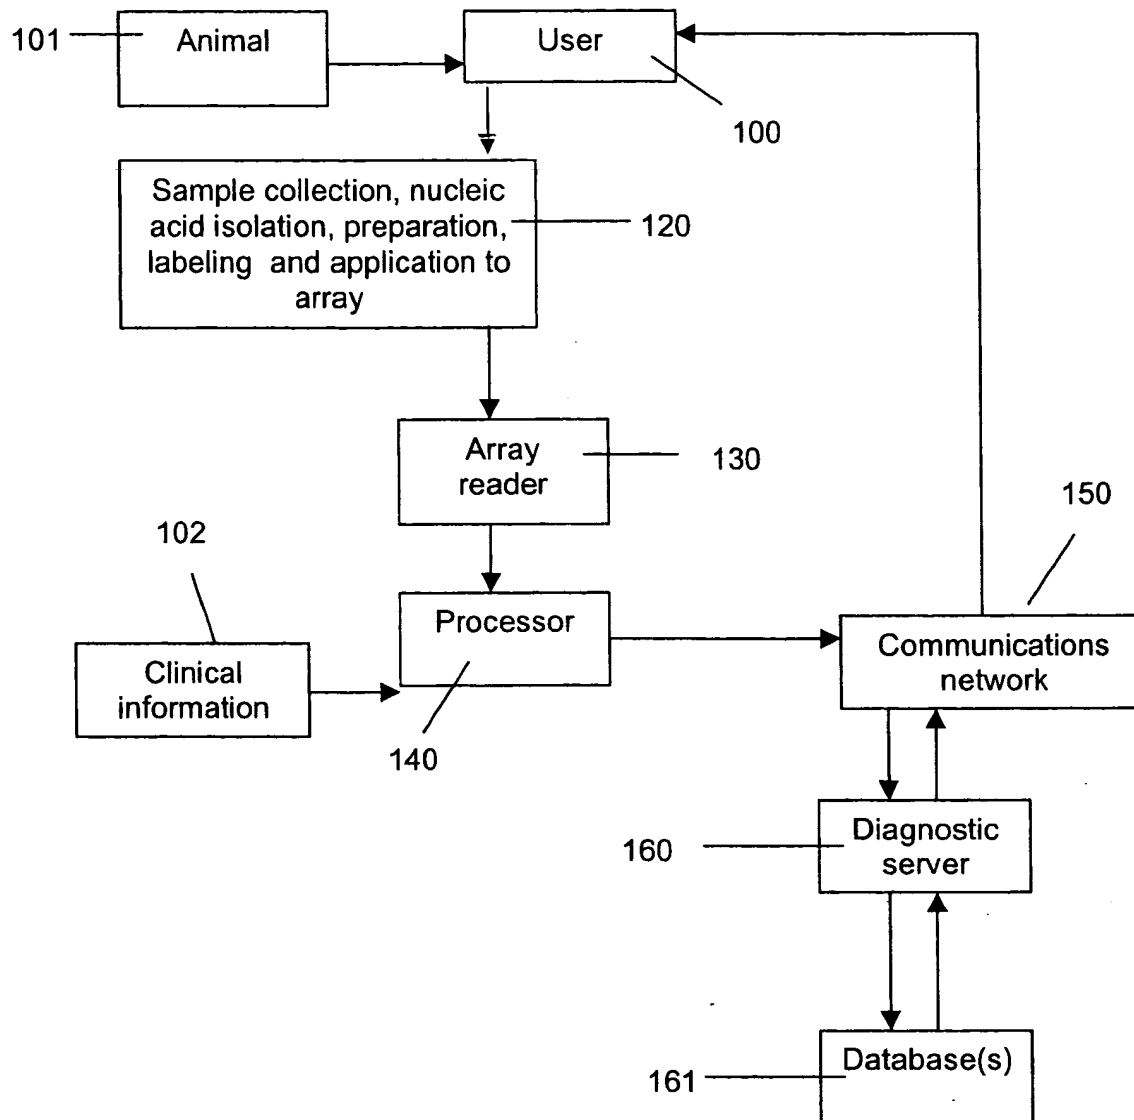 101
Animal
User
100
Sample collection, nucleic
acid isolation, preparation,
labeling and application to
array
120
Array
reader
130
102
150
Processor
Clinical
information
Communications
network
140
Diagnostic
server
160
Database(s)
161